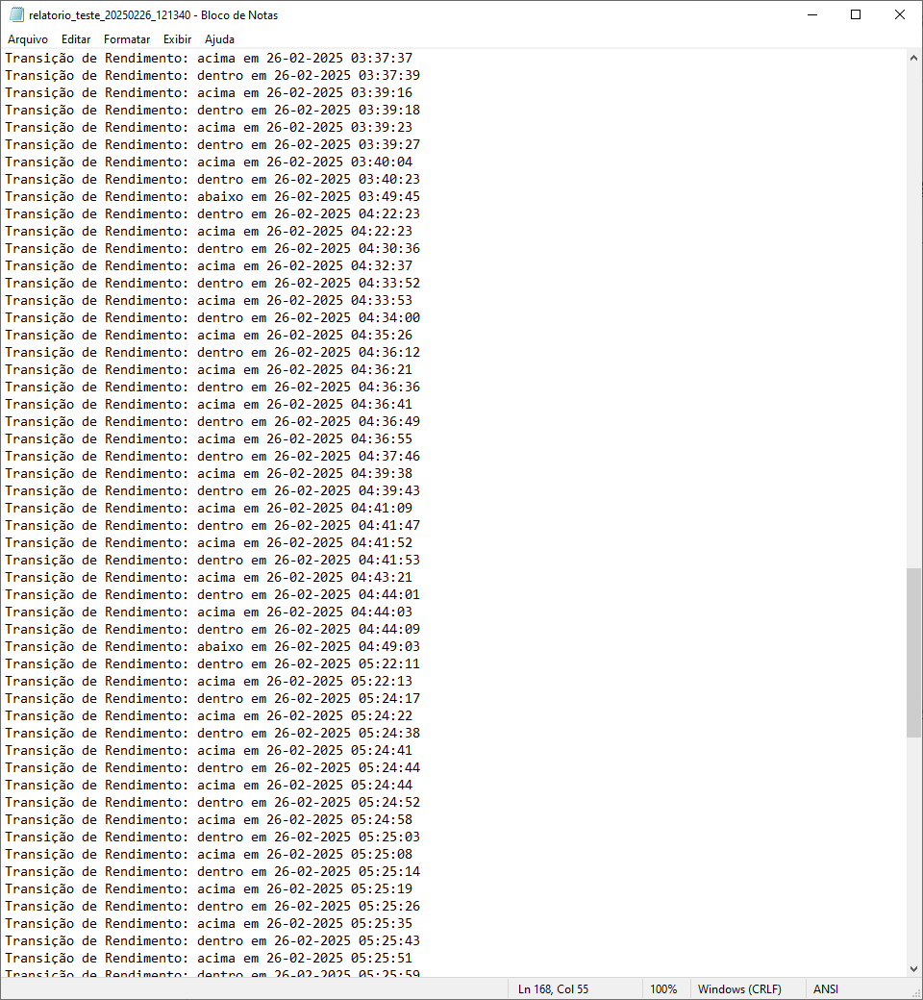 relatorio_teste_20250226_121340 - Bloco de Notas
Arquivo Editar Formatar Exibir Ajuda
Transição de Rendimento: acima em 26-02-2025 03:37:37
Transição de Rendimento: dentro em 26-02-2025 03:37:39
Transição de Rendimento: acima em 26-02-2025 03:39:16
Transição de Rendimento: dentro em 26-02-2025 03:39:18
Transição de Rendimento: acima em 26-02-2025 03:39:23
Transição de Rendimento: dentro em 26-02-2025 03:39:27
Transição de Rendimento: acima em 26-02-2025 03:40:04
Transição de Rendimento: dentro em 26-02-2025 03:40:23
Transição de Rendimento: abaixo em 26-02-2025 03:49:45
Transição de Rendimento: dentro em 26-02-2025 04:22:23
Transição de Rendimento: acima em 26-02-2025 04:22:23
Transição de Rendimento: dentro em 26-02-2025 04:30:36
Transição de Rendimento: acima em 26-02-2025 04:32:37
Transição de Rendimento: dentro em 26-02-2025 04:33:52
Transição de Rendimento: acima em 26-02-2025 04:33:53
Transição de Rendimento: dentro em 26-02-2025 04:34:00
Transição de Rendimento: acima em 26-02-2025 04:35:26
Transição de Rendimento: dentro em 26-02-2025 04:36:12
Transição de Rendimento: acima em 26-02-2025 04:36:21
Transição de Rendimento: dentro em 26-02-2025 04:36:36
Transição de Rendimento: acima em 26-02-2025 04:36:41
Transição de Rendimento: dentro em 26-02-2025 04:36:49
Transição de Rendimento: acima em 26-02-2025 04:36:55
Transição de Rendimento: dentro em 26-02-2025 04:37:46
Transição de Rendimento: acima em 26-02-2025 04:39:38
Transição de Rendimento: dentro em 26-02-2025 04:39:43
Transição de Rendimento: acima em 26-02-2025 04:41:09
Transição de Rendimento: dentro em 26-02-2025 04:41:47
Transição de Rendimento: acima em 26-02-2025 04:41:52
Transição de Rendimento: dentro em 26-02-2025 04:41:53
Transição de Rendimento: acima em 26-02-2025 04:43:21
Transição de Rendimento: dentro em 26-02-2025 04:44:01
Transição de Rendimento: acima em 26-02-2025 04:44:03
Transição de Rendimento: dentro em 26-02-2025 04:44:09
Transição de Rendimento: abaixo em 26-02-2025 04:49:03
Transição de Rendimento: dentro em 26-02-2025 05:22:11
Transição de Rendimento: acima em 26-02-2025 05:22:13
Transição de Rendimento: dentro em 26-02-2025 05:24:17
Transição de Rendimento: acima em 26-02-2025 05:24:22
Transição de Rendimento: dentro em 26-02-2025 05:24:38
Transição de Rendimento: acima em 26-02-2025 05:24:41
Transição de Rendimento: dentro em 26-02-2025 05:24:44
Transição de Rendimento: acima em 26-02-2025 05:24:44
Transição de Rendimento: dentro em 26-02-2025 05:24:52
Transição de Rendimento: acima em 26-02-2025 05:24:58
Transição de Rendimento: dentro em 26-02-2025 05:25:03
Transição de Rendimento: acima em 26-02-2025 05:25:08
Transição de Rendimento: dentro em 26-02-2025 05:25:14
Transição de Rendimento: acima em 26-02-2025 05:25:19
Transição de Rendimento: dentro em 26-02-2025 05:25:26
Transição de Rendimento: acima em 26-02-2025 05:25:35
Transição de Rendimento: dentro em 26-02-2025 05:25:43
Transição de Rendimento: acima em 26-02-2025 05:25:51
Transição de Rendimento: dentro em 26-02-2025 05:25:59
Ln 168, Col 55 100% Windows (CRLF) ANSI